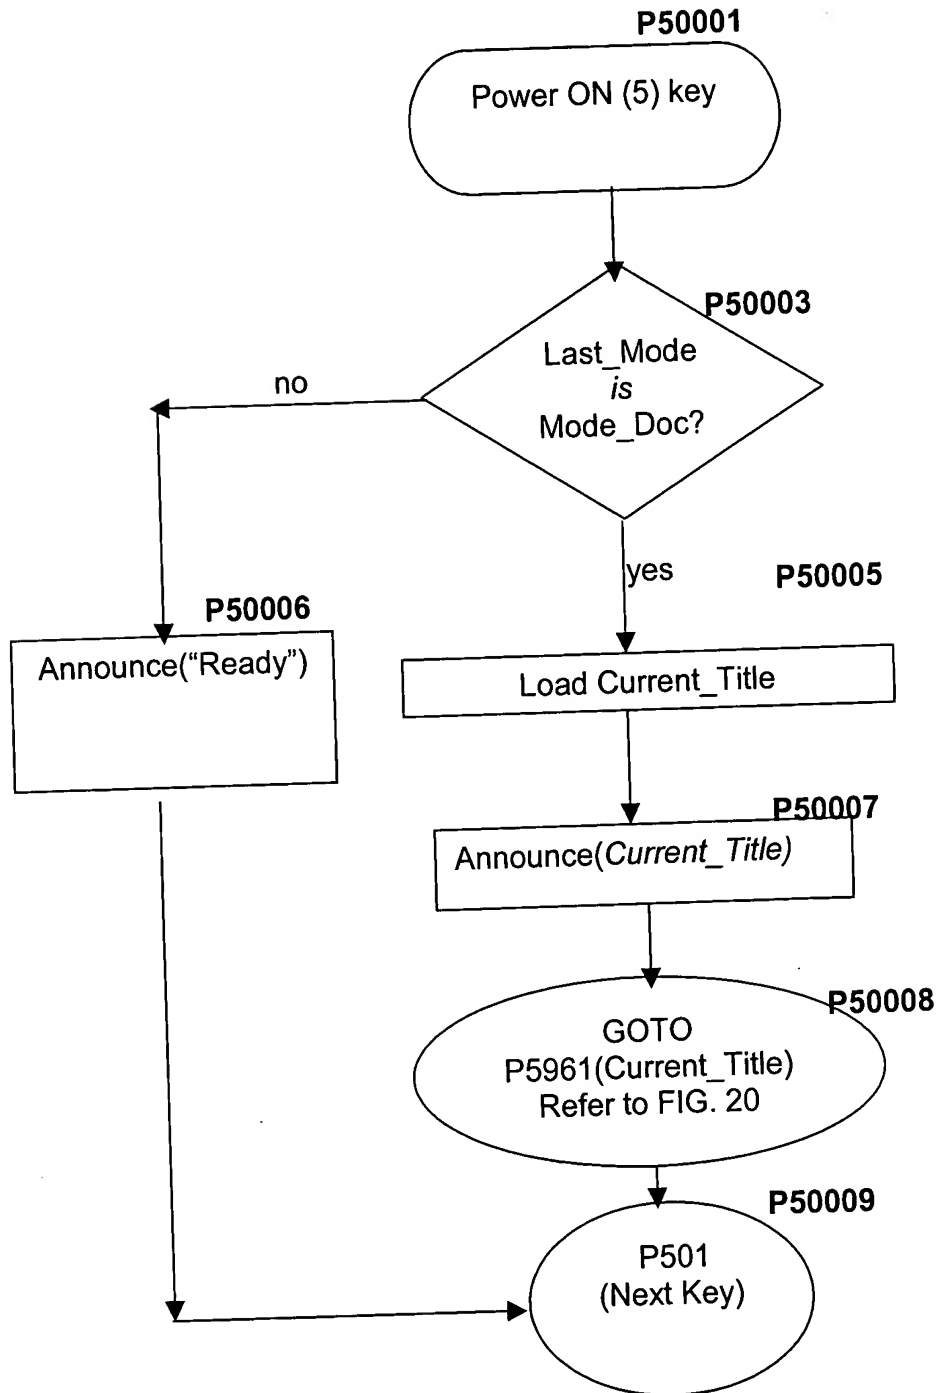 P50001
Power ON (5) key
P50003
Last_Mode
is
Mode_Doc?
no
yes
P50005
P50006
Announce(“Ready”)
Load Current_Title
P50007
Announce(Current_Title)
P50008
GOTO
P5961(Current_Title)
Refer to FIG. 20
P50009
P501
(Next Key)